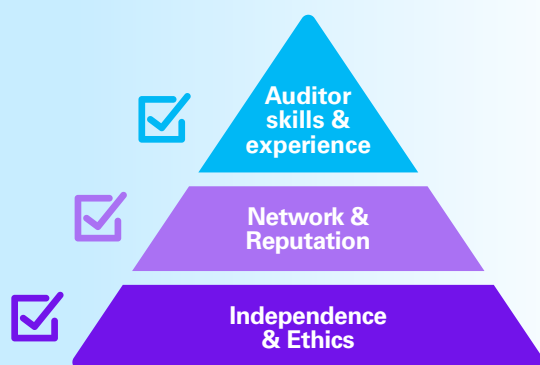 Auditor
skills &
experience
Network &
Reputation
Independence
& Ethics